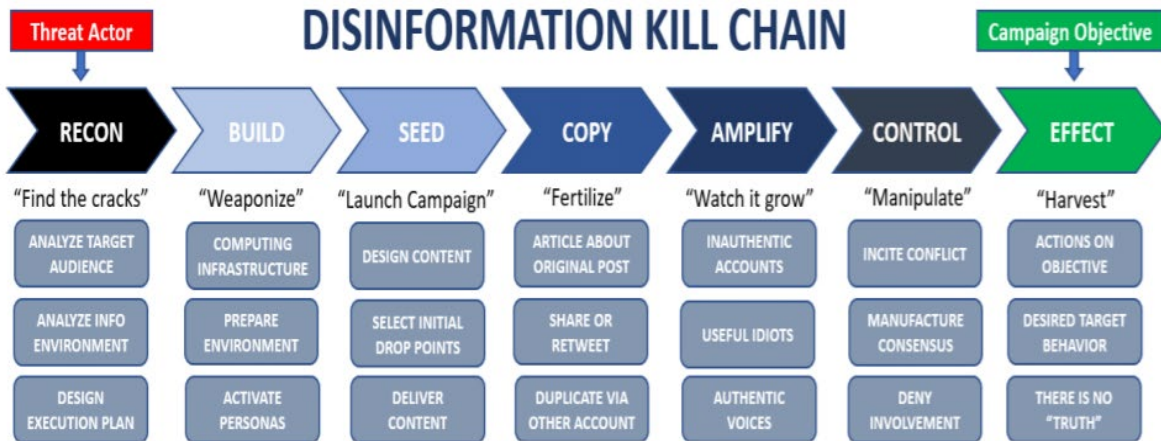 Threat Actor
DISINFORMATION KILL CHAIN
Campaign Objective
RECON
BUILD
SEED
COPY
AMPLIFY
CONTROL
EFFECT
“Find the cracks”
“Weaponize”
“Launch Campaign”
“Fertilize”
“Watch it grow”
“Manipulate”
“Harvest”
ANALYZE TARGET
AUDIENCE
COMPUTING
INFRASTRUCTURE
DESIGN CONTENT
ARTICLE ABOUT
ORIGINAL POST
INAUTHENTIC
ACCOUNTS
INCITE CONFLICT
ACTIONS ON
OBJECTIVE
ANALYZE INFO
ENVIRONMENT
PREPARE
ENVIRONMENT
SELECT INITIAL
DROP POINTS
SHARE OR
RETWEET
USEFUL IDIOTS
MANUFACTURE
CONSENSUS
DESIRED TARGET
BEHAVIOR
DESIGN
EXECUTION PLAN
ACTIVATE
PERSONAS
DELIVER
CONTENT
DUPLICATE VIA
OTHER ACCOUNT
AUTHENTIC
VOICES
DENY
INVOLVEMENT
THERE IS NO
“TRUTH”